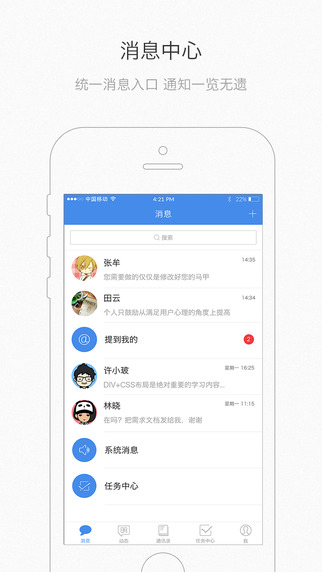 消息中心
统一消息入口 通知一览无遗
中国移动 4:21 PM 22%
消息 +
搜索
张牟 14:35
您需要做的仅仅是修改好您的马甲
田云 14:34
个人只鼓励从满足用户心理的角度上提高
@ 提到我的 2
许小玻 星期一 16:25
DIV+CSS布局是绝对重要的学习内容...
林晓 星期一 11:15
在吗？把需求文档发给我，谢谢
系统消息
任务中心
消息 动态 通讯录 任务中心 我